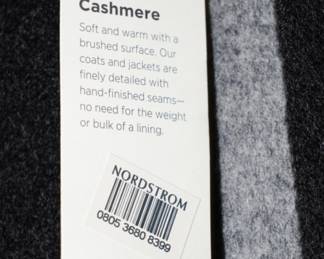 Cashmere
Soft and warm with a
brushed surface. Our
coats and jackets are
finely detailed with
hand-finished seams—
no need for the weight
or bulk of a lining.
NORDSTROM
0805 3680 8399